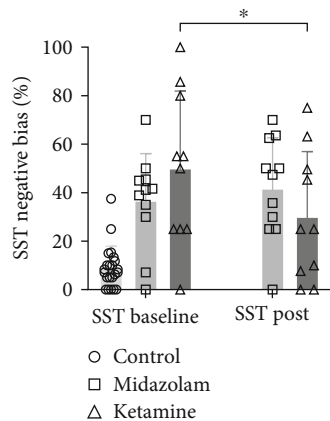 *
SST negative bias (%)
100
80
60
40
20
0
SST baseline SST post
Control
Midazolam
Ketamine